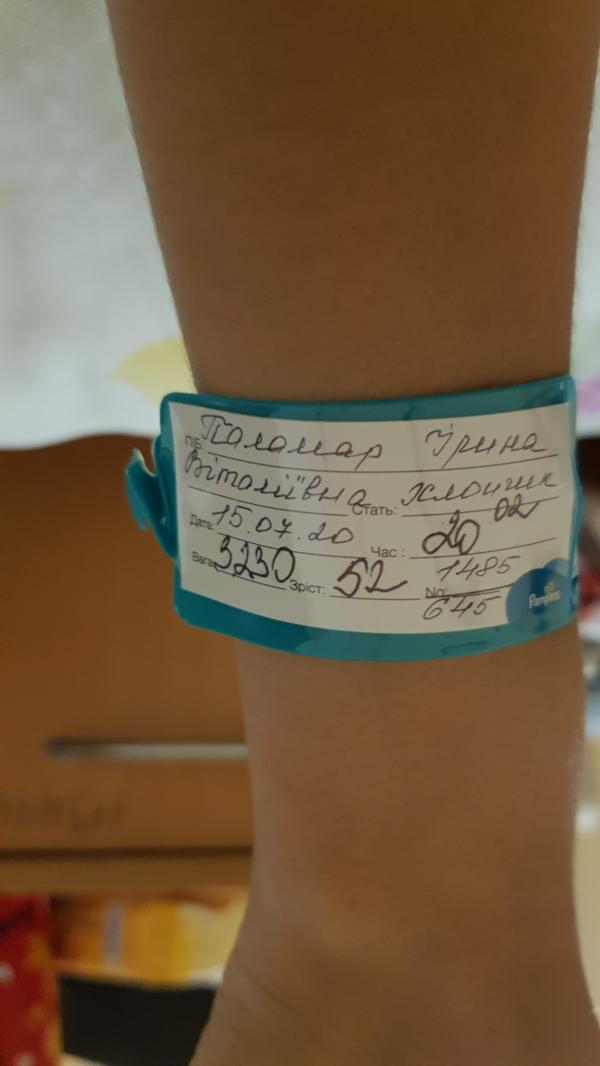 ПІБ Паламар Ірина
Віталіївна Стать: хлопчик
Дата: 15.07.20 Час: 20 02
Вага: 3230 Зріст: 52 No: 1485
645
Pampers